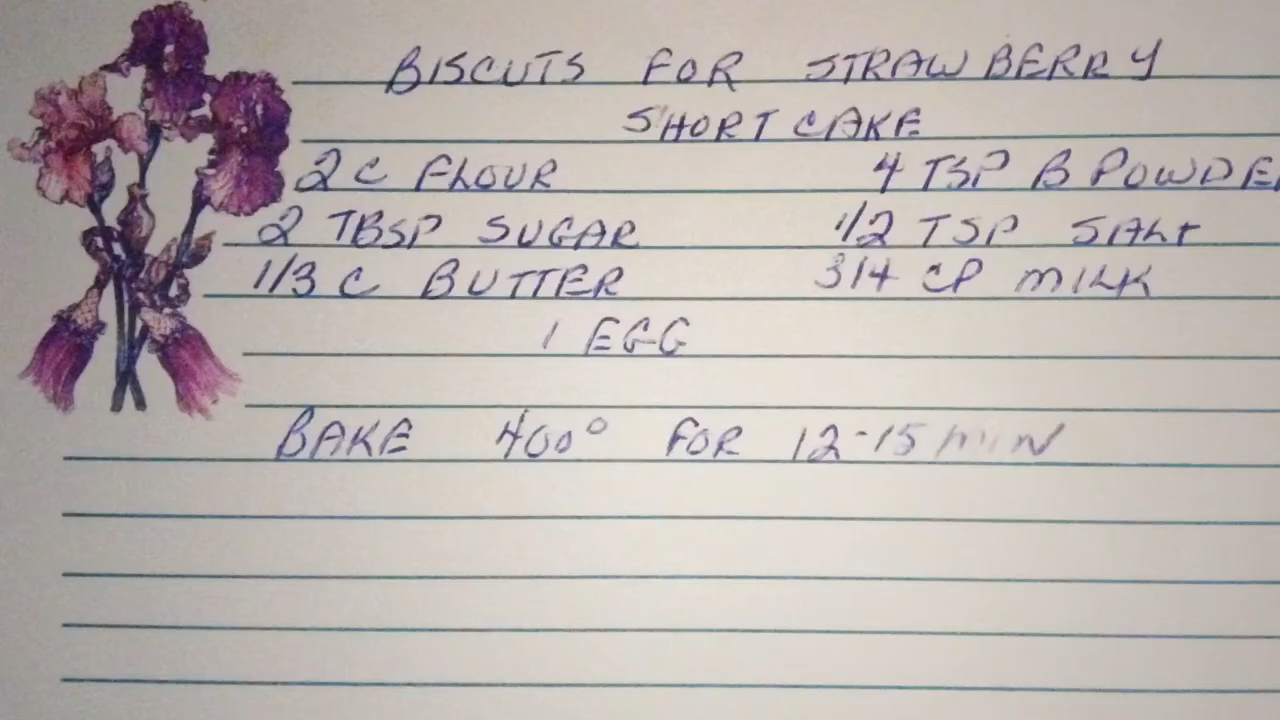 BISCUTS FOR STRAWBERRY
SHORT CAKE
2 C FLOUR 4 TSP B POWDE
2 TBSP SUGAR 1/2 TSP SALT
1/3 C BUTTER 3/4 CP MILK
1 EGG
BAKE 400° FOR 12-15 MIN